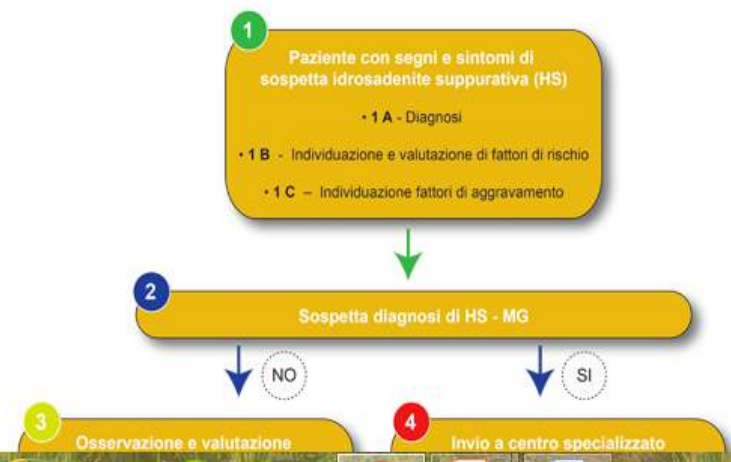 1
Paziente con segni e sintomi di
sospetta idrosadenite suppurativa (HS)
• 1 A - Diagnosi
• 1 B - Individuazione e valutazione di fattori di rischio
• 1 C – Individuazione fattori di aggravamento
2
Sospetta diagnosi di HS - MG
NO
SI
3
Osservazione e valutazione
4
Invio a centro specializzato